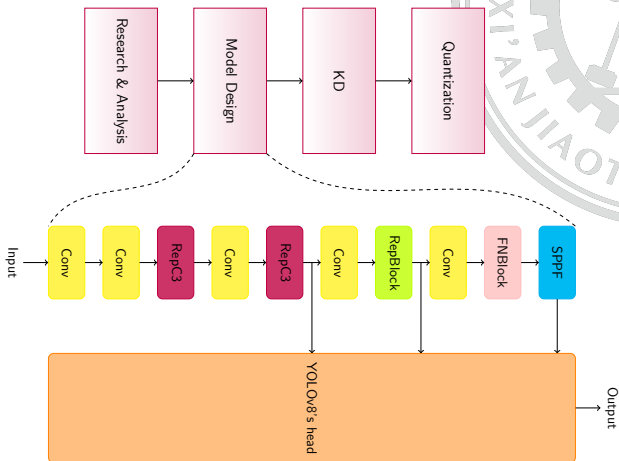 Research & Analysis
Model Design
KD
Quantization
XI'AN JIAOT
Input
Conv
Conv
RepC3
Conv
RepC3
Conv
RepBlock
Conv
FNBlock
SPPF
YOLOv8's head
Output